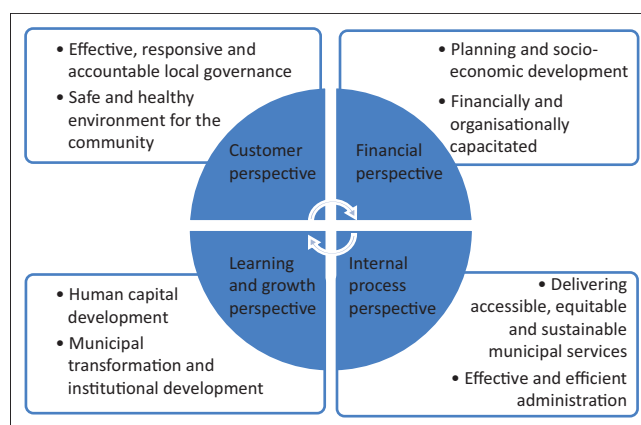 • Effective, responsive and
accountable local governance
• Safe and healthy
environment for the
community
• Planning and socio-
economic development
• Financially and
organisationally
capacitated
Customer
perspective
Financial
perspective
Learning
and growth
perspective
Internal
process
perspective
• Human capital
development
• Municipal
transformation and
institutional development
• Delivering
accessible, equitable
and sustainable
municipal services
• Effective and efficient
administration